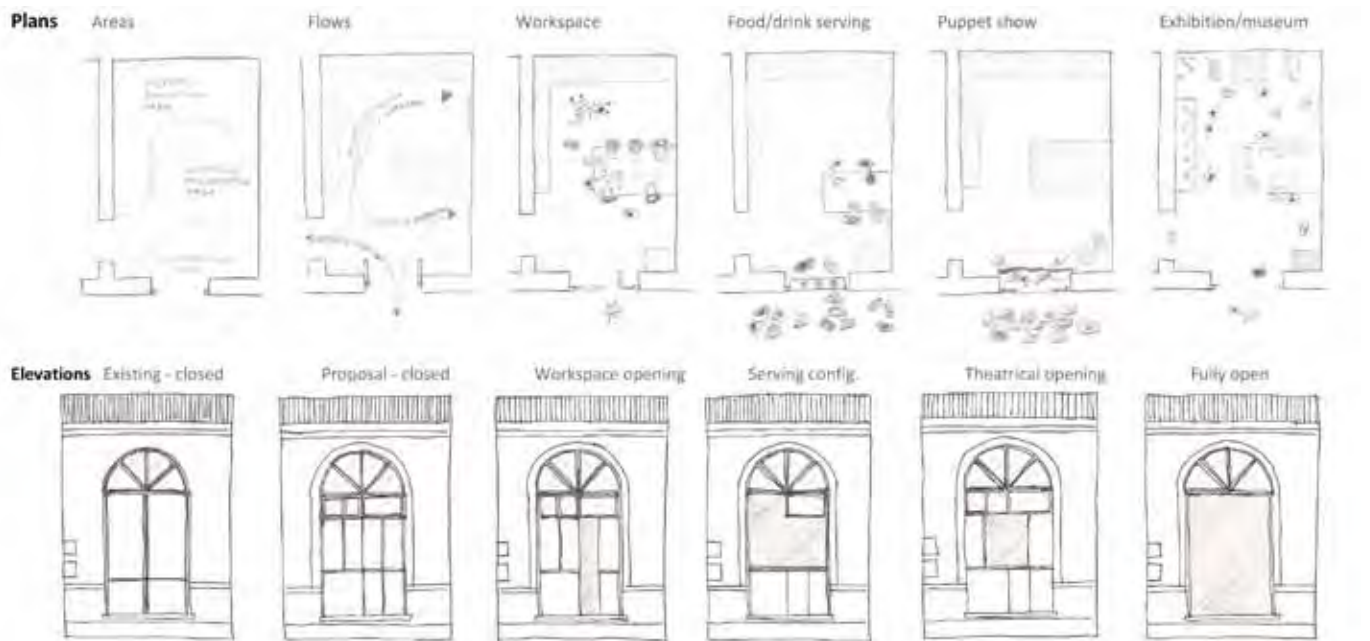 Plans Areas Flows Workspace Food/drink serving Puppet show Exhibition/museum
Elevations Existing - closed Proposal - closed Workspace opening Serving config. Theatrical opening Fully open